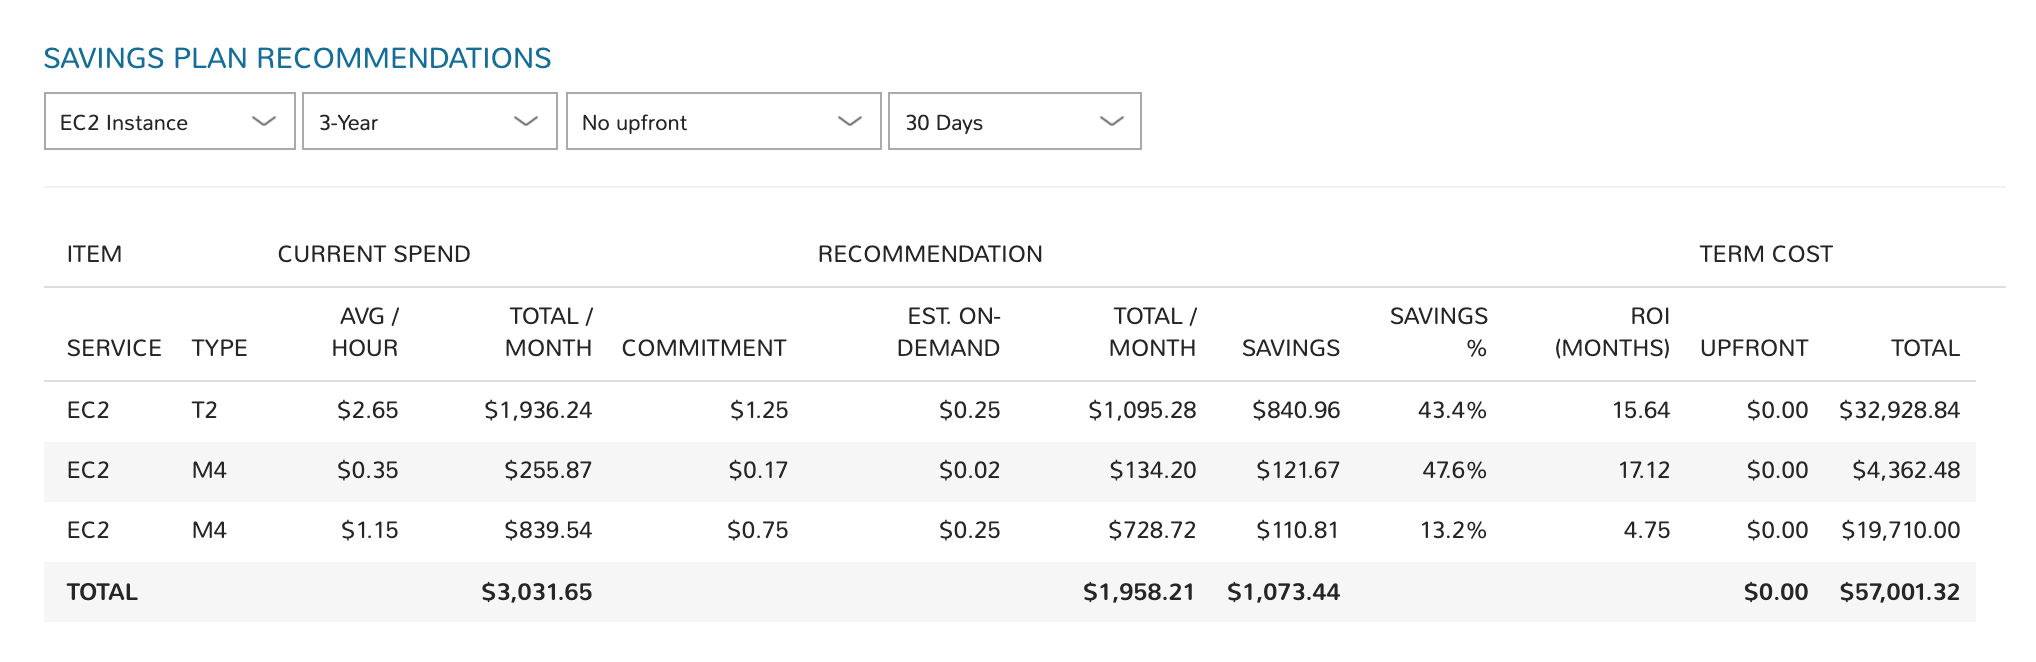 SAVINGS PLAN RECOMMENDATIONS
EC2 Instance 3-Year No upfront 30 Days
ITEM CURRENT SPEND RECOMMENDATION TERM COST
AVG / TOTAL / EST. ON- TOTAL / SAVINGS ROI
SERVICE TYPE HOUR MONTH COMMITMENT DEMAND MONTH SAVINGS % (MONTHS) UPFRONT TOTAL
EC2 T2 $2.65 $1,936.24 $1.25 $0.25 $1,095.28 $840.96 43.4% 15.64 $0.00 $32,928.84
EC2 M4 $0.35 $255.87 $0.17 $0.02 $134.20 $121.67 47.6% 17.12 $0.00 $4,362.48
EC2 M4 $1.15 $839.54 $0.75 $0.25 $728.72 $110.81 13.2% 4.75 $0.00 $19,710.00
TOTAL $3,031.65 $1,958.21 $1,073.44 $0.00 $57,001.32